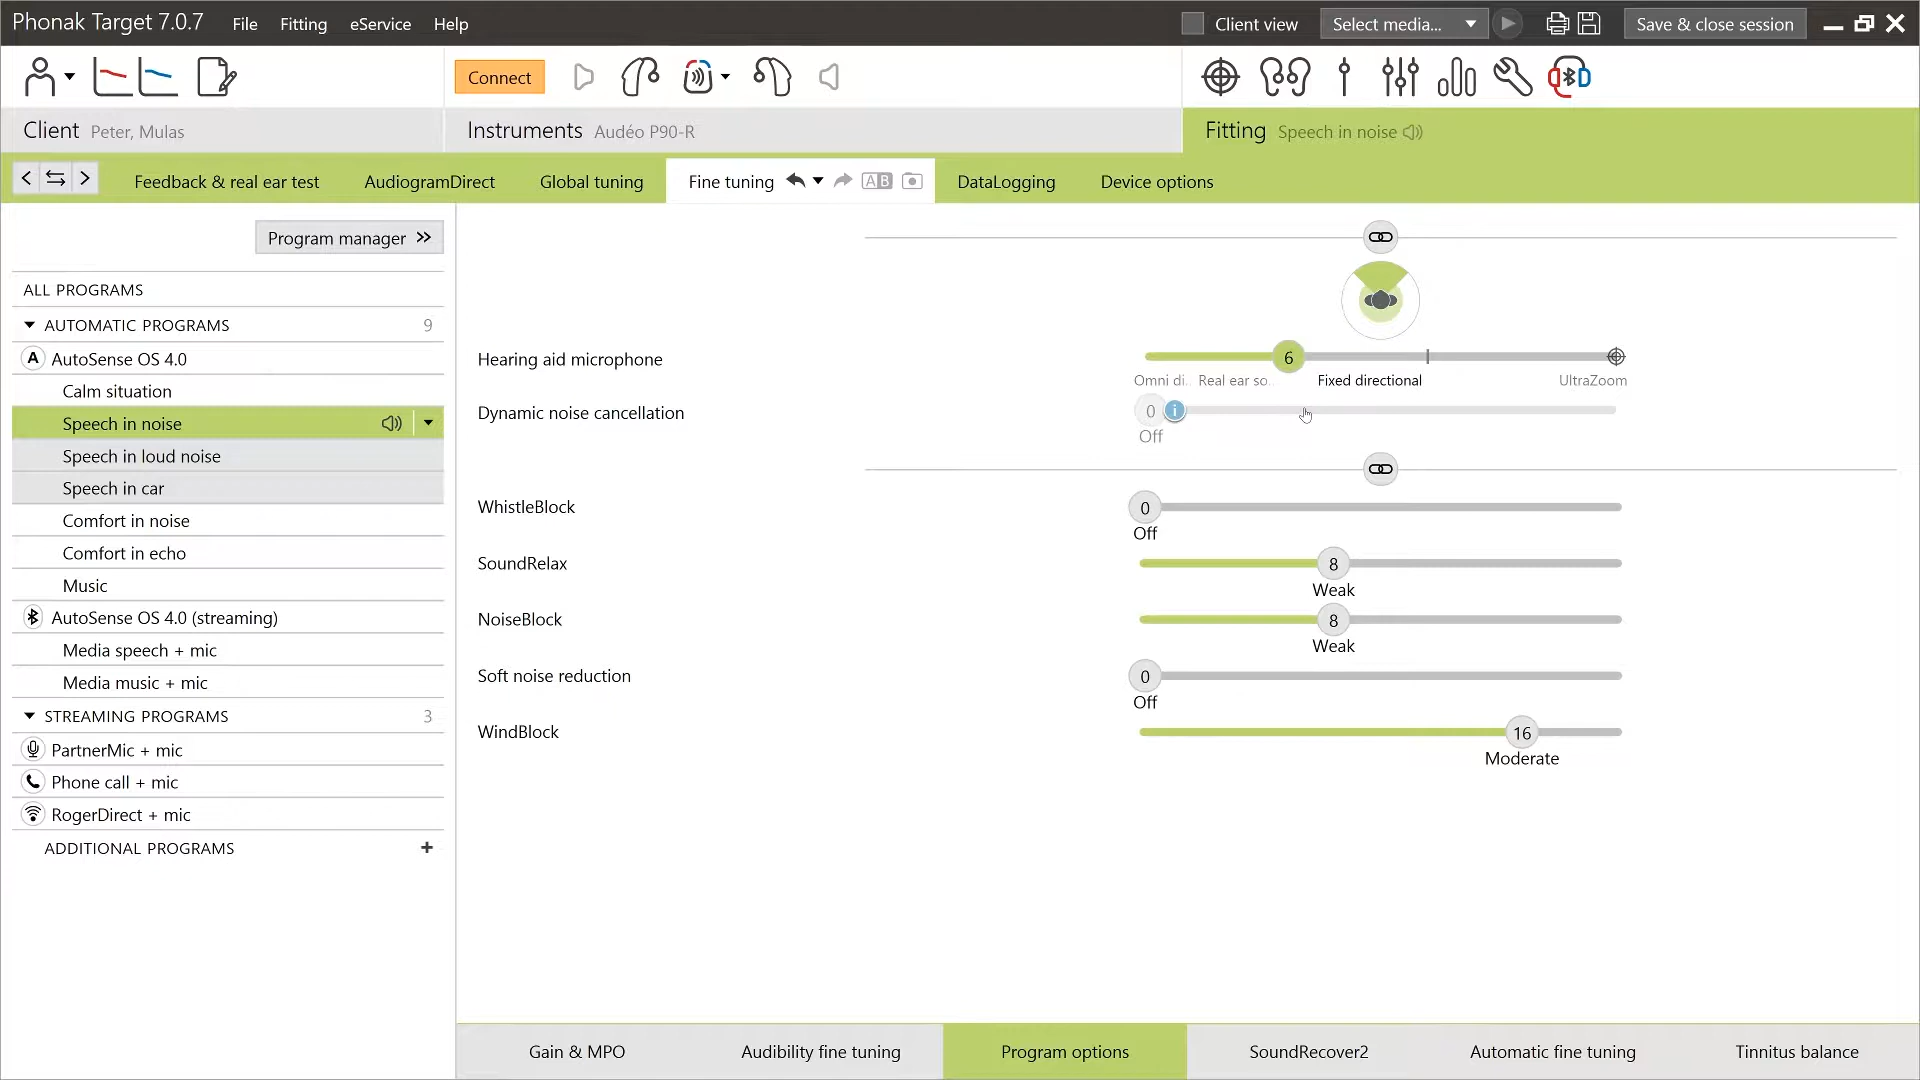 Phonak Target 7.0.7 File Fitting eService Help Client view Select media... Save & close session
Connect
Client Peter, Mulas Instruments Audéo P90-R Fitting Speech in noise
Feedback & real ear test AudiogramDirect Global tuning Fine tuning AB DataLogging Device options
Program manager
ALL PROGRAMS
AUTOMATIC PROGRAMS 9
A AutoSense OS 4.0
Calm situation
Speech in noise
Speech in loud noise
Speech in car
Comfort in noise
Comfort in echo
Music
AutoSense OS 4.0 (streaming)
Media speech + mic
Media music + mic
STREAMING PROGRAMS 3
PartnerMic + mic
Phone call + mic
RogerDirect + mic
ADDITIONAL PROGRAMS +
Hearing aid microphone 6
Omni di.. Real ear so... Fixed directional UltraZoom
Dynamic noise cancellation 0 i
Off
WhistleBlock 0
Off
SoundRelax 8
Weak
NoiseBlock 8
Weak
Soft noise reduction 0
Off
WindBlock 16
Moderate
Gain & MPO Audibility fine tuning Program options SoundRecover2 Automatic fine tuning Tinnitus balance